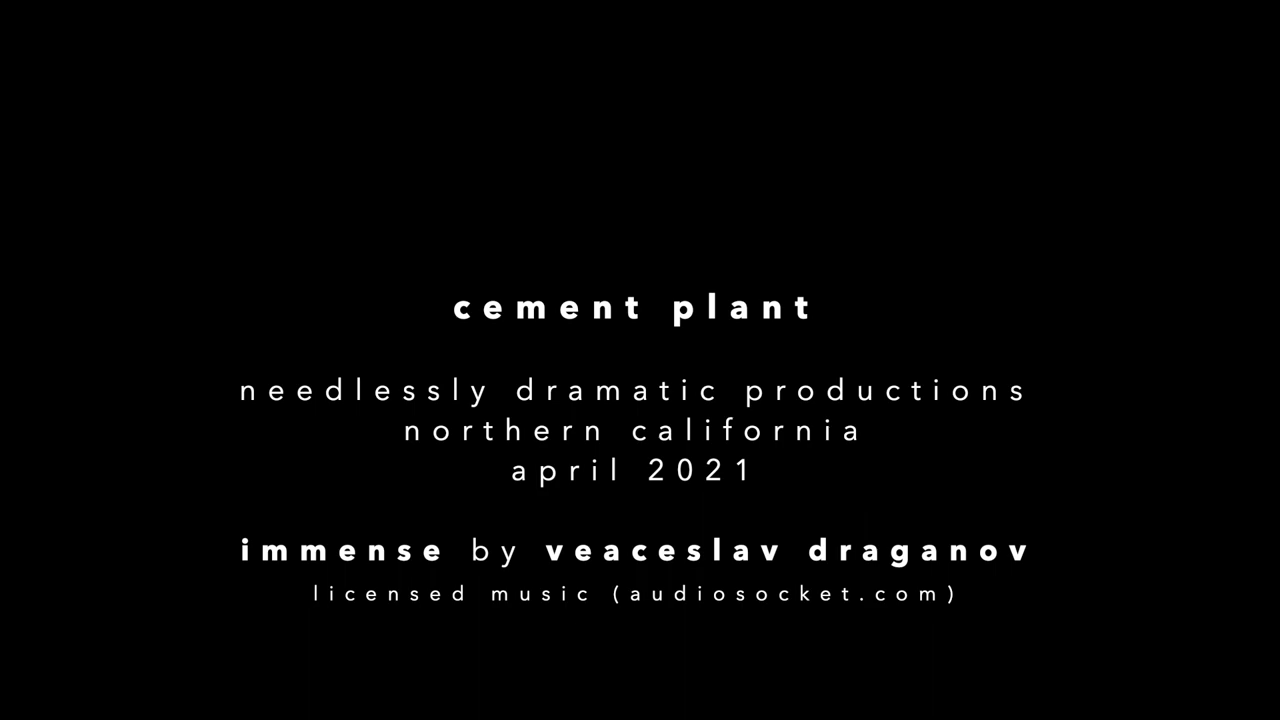 cement plant
needlessly dramatic productions
northern california
april 2021
immense by veaceslav draganov
licensed music (audiosocket.com)